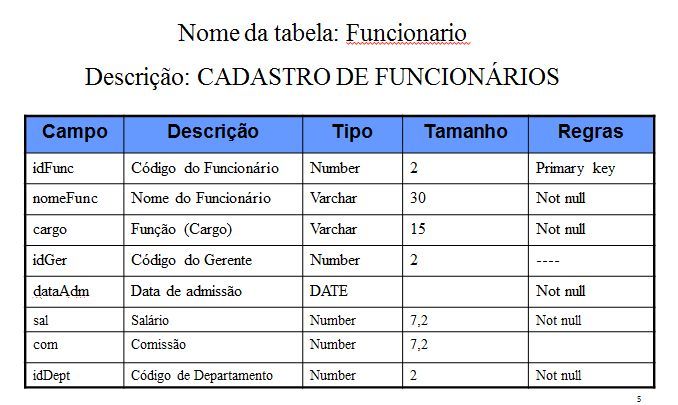 Nome da tabela: Funcionario
Descrição: CADASTRO DE FUNCIONÁRIOS
Campo Descrição Tipo Tamanho Regras
idFunc Código do Funcionário Number 2 Primary key
nomeFunc Nome do Funcionário Varchar 30 Not null
cargo Função (Cargo) Varchar 15 Not null
idGer Código do Gerente Number 2 ----
dataAdm Data de admissão DATE Not null
sal Salário Number 7,2 Not null
com Comissão Number 7,2
idDept Código de Departamento Number 2 Not null
5